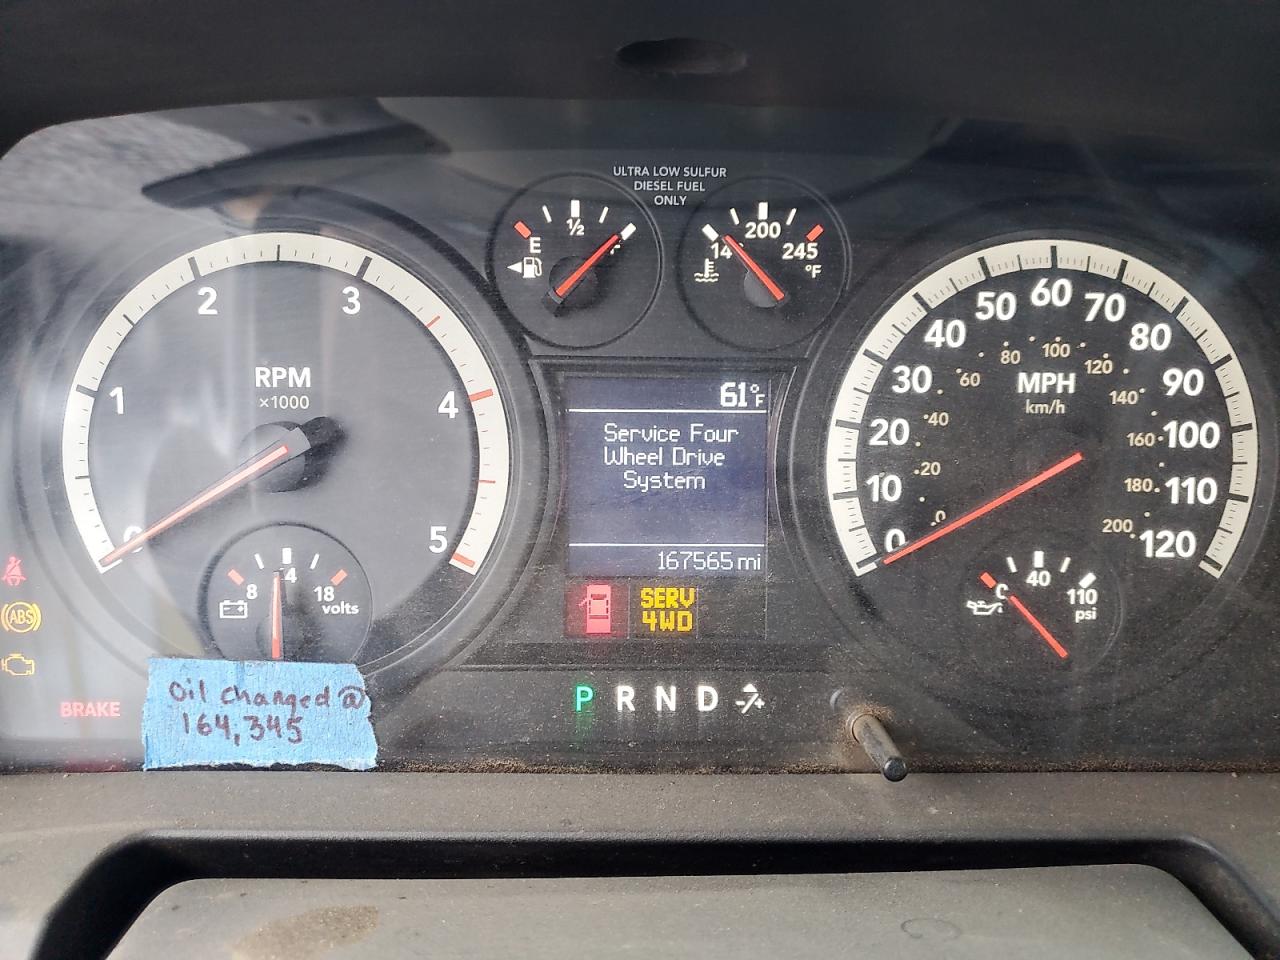 ULTRA LOW SULFUR
DIESEL FUEL
ONLY
E
½
200
245
°F
1
2
3
4
5
RPM
×1000
8
18
volts
61°F
Service Four
Wheel Drive
System
167565 mi
SERV
4WD
0
10
20
30
40
50
60
70
80
90
100
110
120
MPH
km/h
0
20
40
60
80
100
120
140
160
180
200
40
110
psi
ABS
BRAKE
Oil changed @
164,345
P R N D